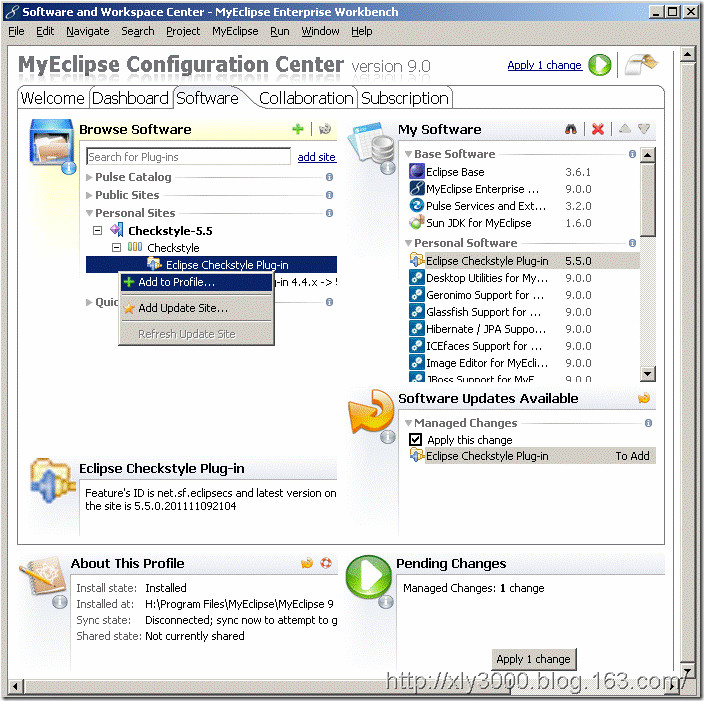 Software and Workspace Center - MyEclipse Enterprise Workbench
File Edit Navigate Search Project MyEclipse Run Window Help
MyEclipse Configuration Center version 9.0
Apply 1 change
Welcome Dashboard Software Collaboration Subscription
Browse Software
Search for Plug-ins
add site
Pulse Catalog
Public Sites
Personal Sites
Checkstyle-5.5
Checkstyle
Eclipse Checkstyle Plug-in
Add to Profile...
-in 4.4.x ->
Add Update Site...
Refresh Update Site
Eclipse Checkstyle Plug-in
Feature's ID is net.sf.eclipsecs and latest version on
the site is 5.5.0.201111092104
My Software
Base Software
Eclipse Base 3.6.1
MyEclipse Enterprise ... 9.0.0
Pulse Services and Ext... 3.2.0
Sun JDK for MyEclipse 1.6.0
Personal Software
Eclipse Checkstyle Plug-in 5.5.0
Desktop Utilities for My... 9.0.0
Geronimo Support for ... 9.0.0
Glassfish Support for ... 9.0.0
Hibernate / JPA Suppo... 9.0.0
ICEfaces Support for ... 9.0.0
Image Editor for MyEcli... 9.0.0
JBoss Support for MyE... 9.0.0
Software Updates Available
Managed Changes
Apply this change
Eclipse Checkstyle Plug-in To Add
About This Profile
Install state: Installed
Installed at: H:\Program Files\MyEclipse\MyEclipse 9
Sync state: Disconnected; sync now to attempt to g
Shared state: Not currently shared
Pending Changes
Managed Changes: 1 change
Apply 1 change
http://xly3000.blog.163.com/